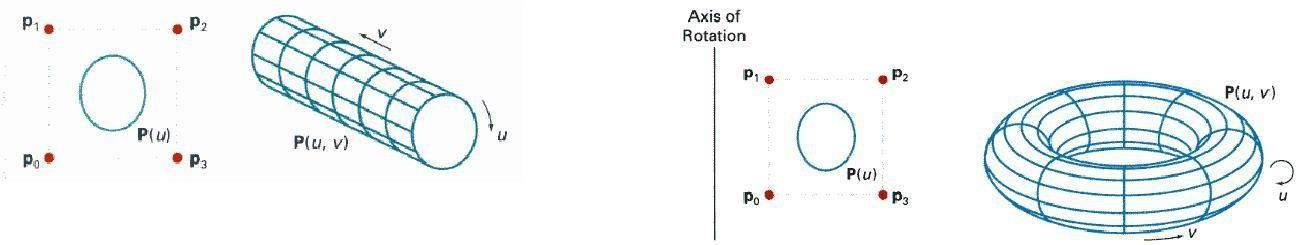 p1
p2
P(u)
p0
p3
v
P(u, v)
u
Axis of
Rotation
p1
p2
P(u)
p0
p3
P(u, v)
u
v